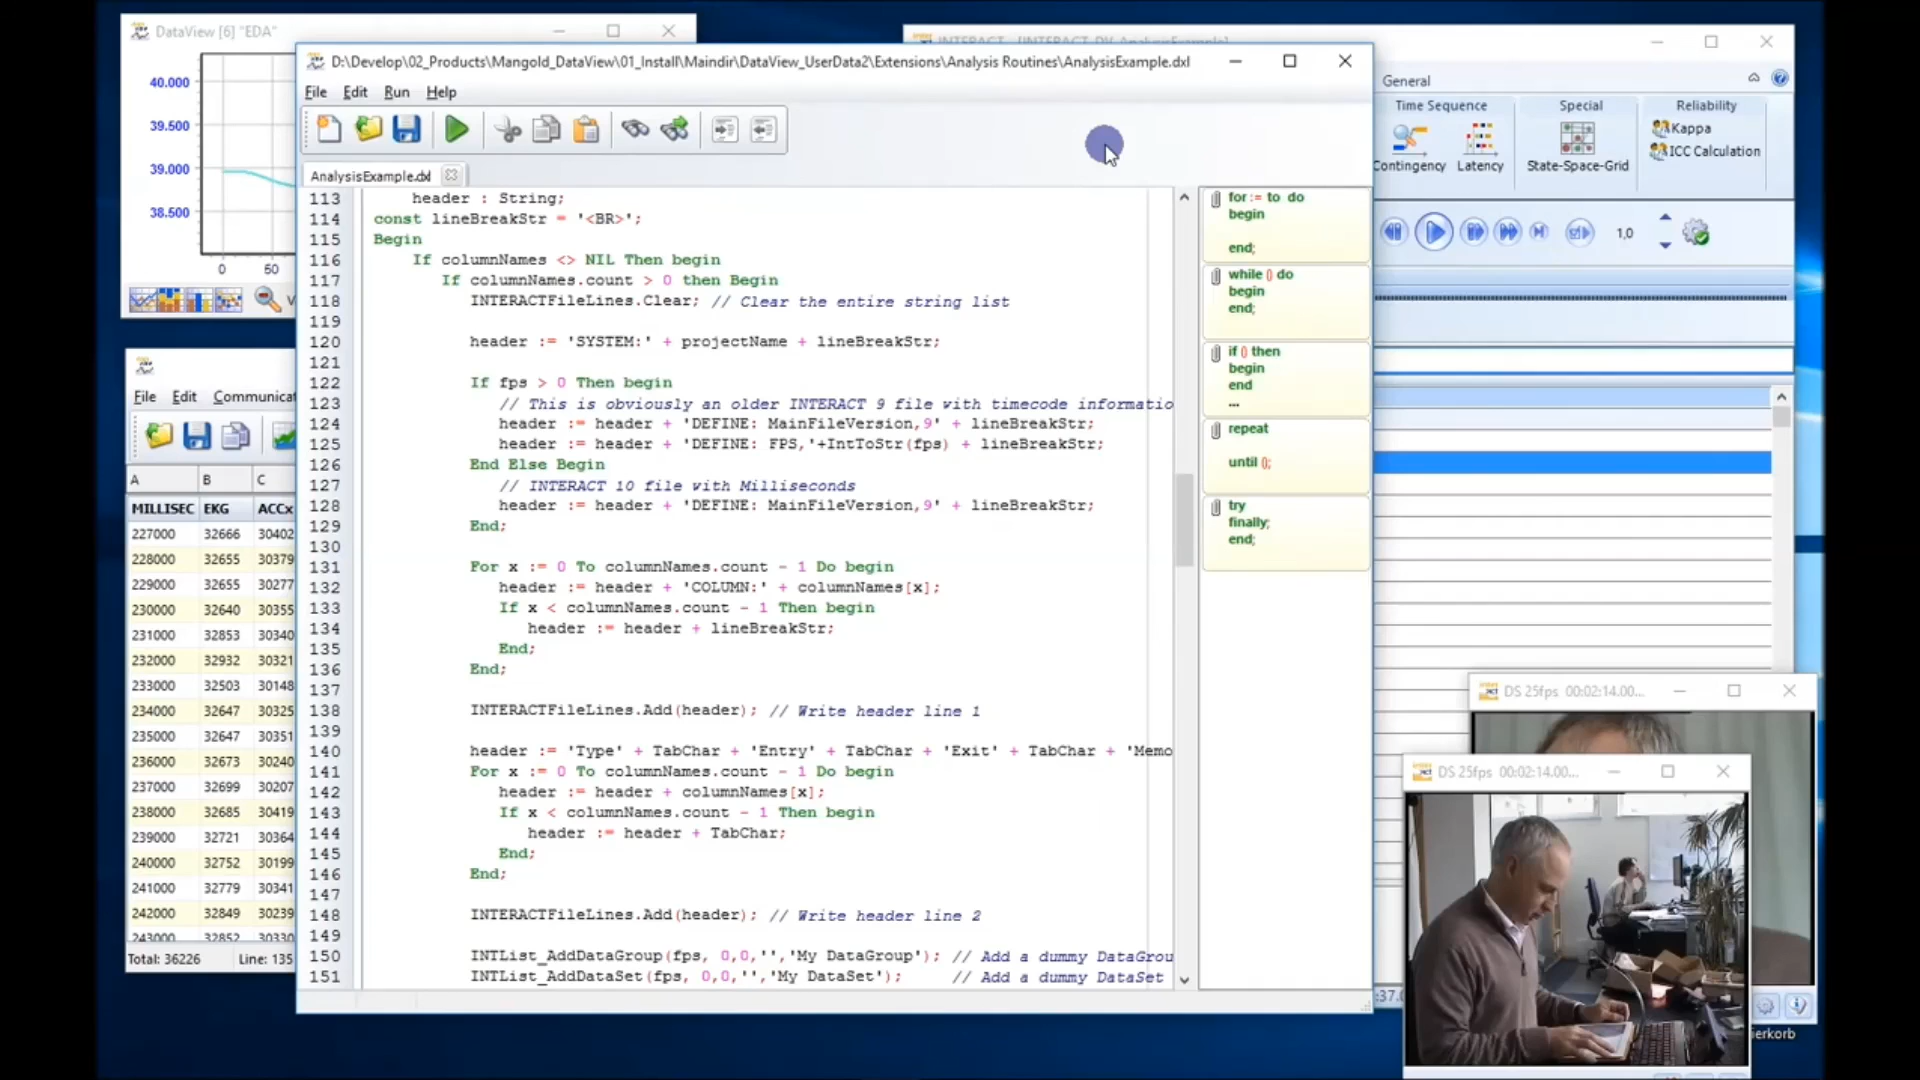 DataView [6] "EDA"
40.000
39.500
39.000
38.500
0 50
File Edit Communicat
A B C
MILLISEC EKG ACCx
227000 32666 30402
228000 32655 30379
229000 32655 30277
230000 32640 30355
231000 32853 30340
232000 32932 30321
233000 32503 30148
234000 32647 30325
235000 32647 30351
236000 32673 30240
237000 32699 30207
238000 32685 30419
239000 32721 30364
240000 32752 30199
241000 32779 30341
242000 32849 30239
243000 32852 30330
Total: 36226 Line: 135
D:\Develop\02_Products\Mangold_DataView\01_Install\Maindir\DataView_UserData2\Extensions\Analysis Routines\AnalysisExample.dxl
File Edit Run Help
AnalysisExample.dxl
113 header : String;
114 const lineBreakStr = '<BR>';
115 Begin
116 If columnNames <> NIL Then begin
117 If columnNames.count > 0 then Begin
118 INTERACTFileLines.Clear; // Clear the entire string list
119
120 header := 'SYSTEM:' + projectName + lineBreakStr;
121
122 If fps > 0 Then begin
123 // This is obviously an older INTERACT 9 file with timecode informatio
124 header := header + 'DEFINE: MainFileVersion,9' + lineBreakStr;
125 header := header + 'DEFINE: FPS,'+IntToStr(fps) + lineBreakStr;
126 End Else Begin
127 // INTERACT 10 file with Milliseconds
128 header := header + 'DEFINE: MainFileVersion,9' + lineBreakStr;
129 End;
130
131 For x := 0 To columnNames.count - 1 Do begin
132 header := header + 'COLUMN:' + columnNames[x];
133 If x < columnNames.count - 1 Then begin
134 header := header + lineBreakStr;
135 End;
136 End;
137
138 INTERACTFileLines.Add(header); // Write header line 1
139
140 header := 'Type' + TabChar + 'Entry' + TabChar + 'Exit' + TabChar + 'Memo
141 For x := 0 To columnNames.count - 1 Do begin
142 header := header + columnNames[x];
143 If x < columnNames.count - 1 Then begin
144 header := header + TabChar;
145 End;
146 End;
147
148 INTERACTFileLines.Add(header); // Write header line 2
149
150 INTList_AddDataGroup(fps, 0,0,'','My DataGroup'); // Add a dummy DataGrou
151 INTList_AddDataSet(fps, 0,0,'','My DataSet'); // Add a dummy DataSet
for := to do
begin
end;
while () do
begin
end;
if () then
begin
end
...
repeat
until ();
try
finally;
end;
General
Time Sequence Special Reliability
Kappa
ICC Calculation
Contingency Latency State-Space-Grid
1,0
DS 25fps 00:02:14.00...
DS 25fps 00:02:14.00...
:37.0
ierkorb